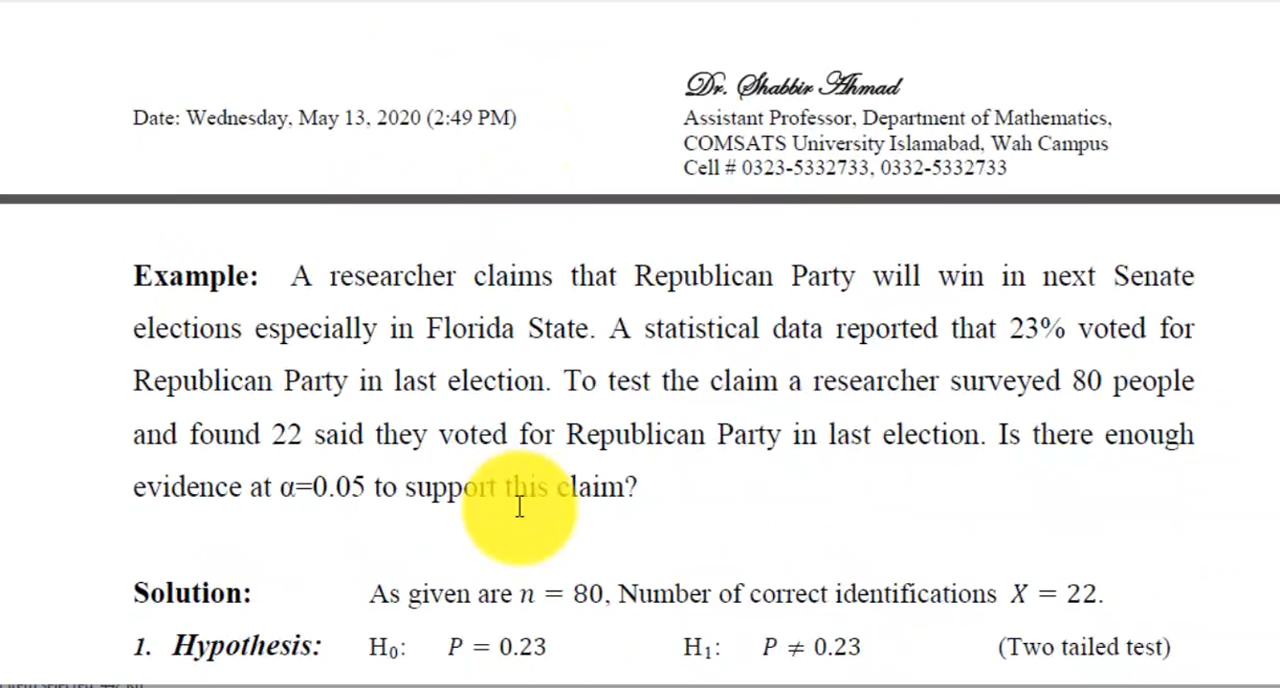 Dr. Shabbir Ahmad
Date: Wednesday, May 13, 2020 (2:49 PM)
Assistant Professor, Department of Mathematics,
COMSATS University Islamabad, Wah Campus
Cell # 0323-5332733, 0332-5332733
Example: A researcher claims that Republican Party will win in next Senate
elections especially in Florida State. A statistical data reported that 23% voted for
Republican Party in last election. To test the claim a researcher surveyed 80 people
and found 22 said they voted for Republican Party in last election. Is there enough
evidence at α=0.05 to support this claim?
Solution: As given are n = 80, Number of correct identifications X = 22.
1. Hypothesis: H₀: P = 0.23 H₁: P ≠ 0.23 (Two tailed test)